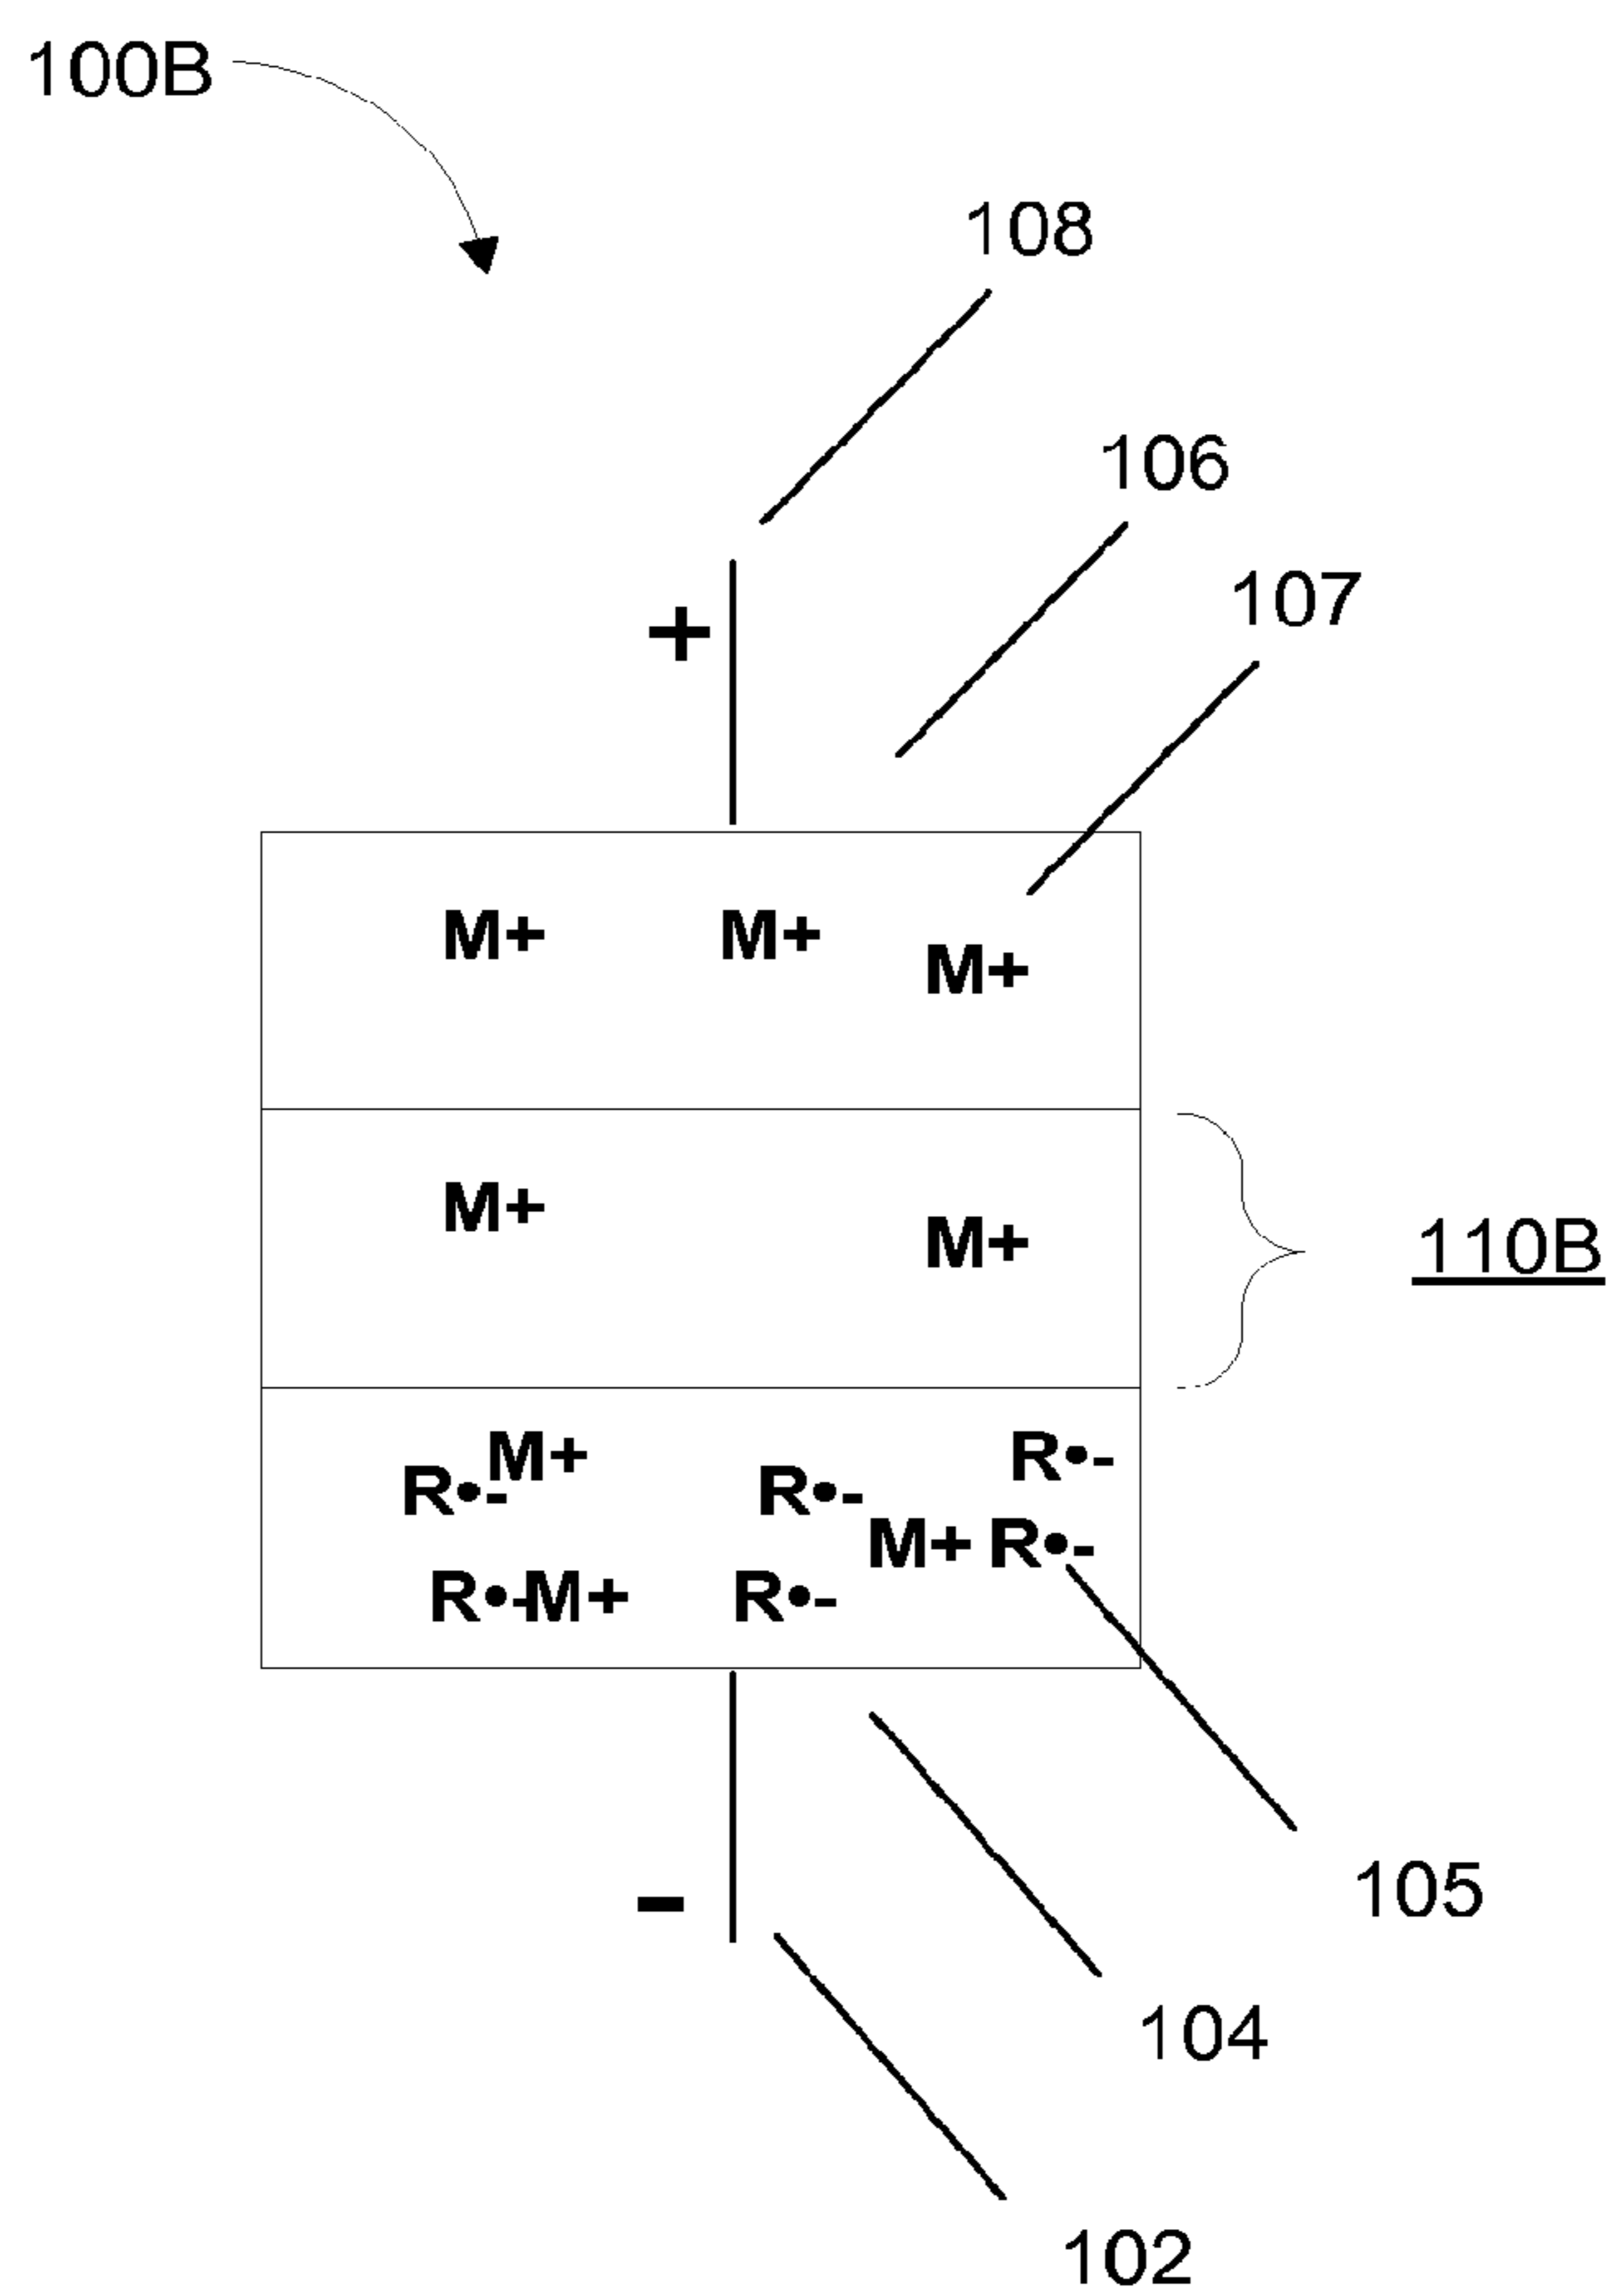 100B
108
106
107
+
M+ M+ M+
M+ M+
110B
R•- M+ R•- R•-
M+ R•-
R•- M+ R•-
-
105
104
102